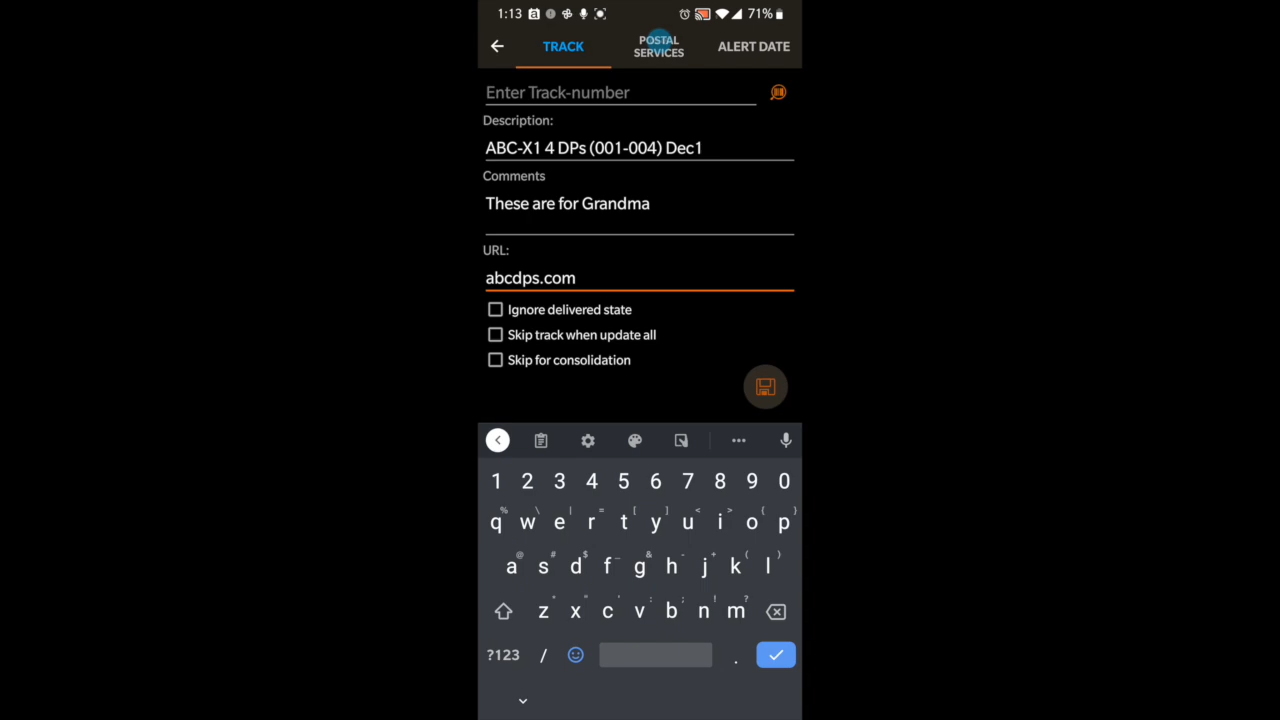 1:13 71%
TRACK POSTAL SERVICES ALERT DATE
Enter Track-number
Description:
ABC-X1 4 DPs (001-004) Dec1
Comments
These are for Grandma
URL:
abcdps.com
Ignore delivered state
Skip track when update all
Skip for consolidation
1 2 3 4 5 6 7 8 9 0
% \ | = [ ] < > { }
q w e r t y u i o p
@ # $ _ & - + ( )
a s d f g h j k l
* " ' : ; ! ?
z x c v b n m
?123 / .